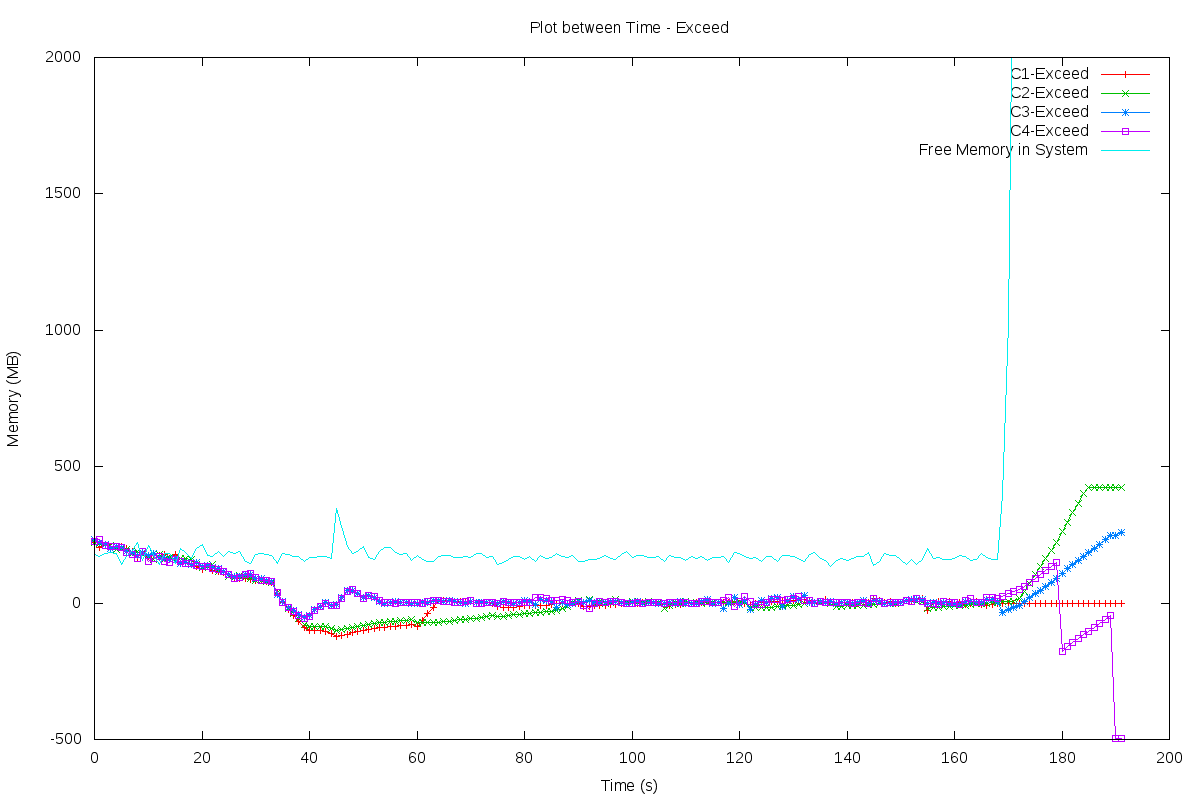 Plot between Time - Exceed
2000
1500
1000
500
0
-500
Memory (MB)
C1-Exceed
C2-Exceed
C3-Exceed
C4-Exceed
Free Memory in System
0 20 40 60 80 100 120 140 160 180 200
Time (s)